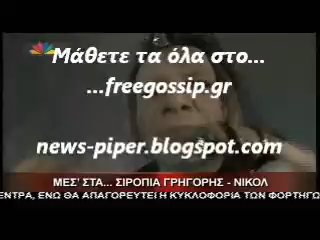 Μάθετε τα όλα στο...
...freegossip.gr
news-piper.blogspot.com
ΜΕΣ' ΣΤΑ... ΣΙΡΟΠΙΑ ΓΡΗΓΟΡΗΣ - ΝΙΚΟΛ
ΕΝΤΡΑ, ΕΝΩ ΘΑ ΑΠΑΓΟΡΕΥΤΕΙ Η ΚΥΚΛΟΦΟΡΙΑ ΤΩΝ ΦΟΡΤΗΓΩ